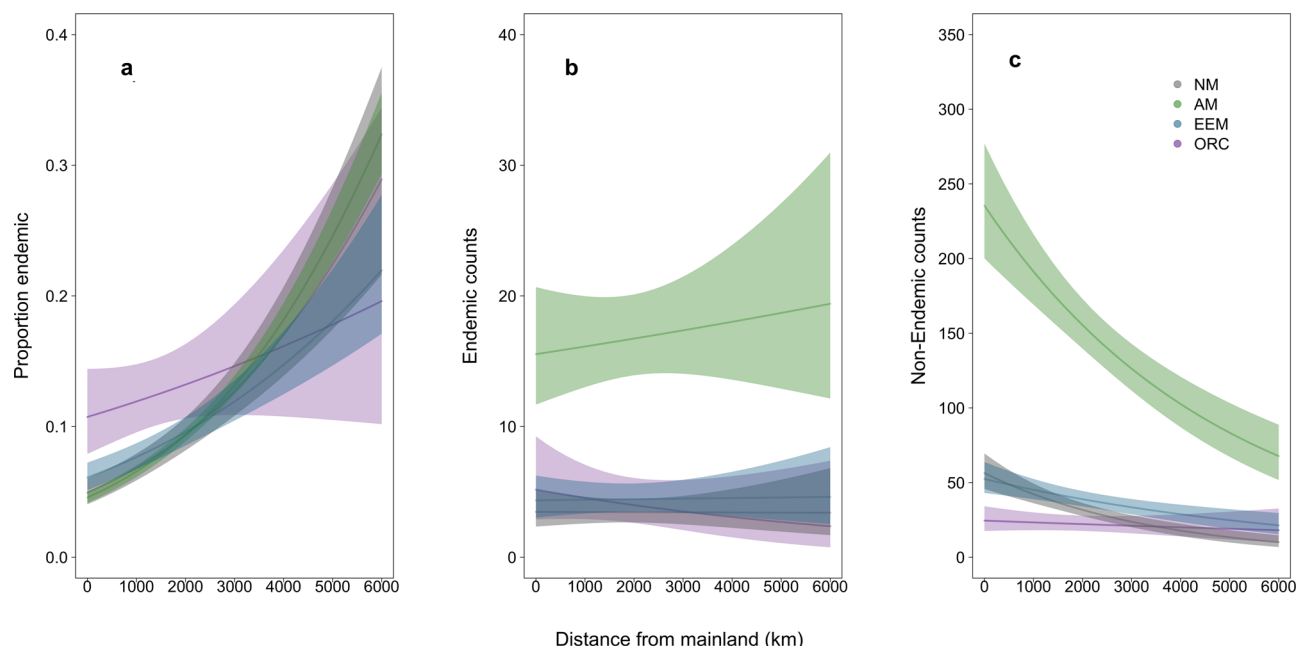 a
Proportion endemic
0.4
0.3
0.2
0.1
0.0
0 1000 2000 3000 4000 5000 6000
b
Endemic counts
40
30
20
10
0
0 1000 2000 3000 4000 5000 6000
c
NM
AM
EEM
ORC
Non-Endemic counts
350
300
250
200
150
100
50
0
0 1000 2000 3000 4000 5000 6000
Distance from mainland (km)